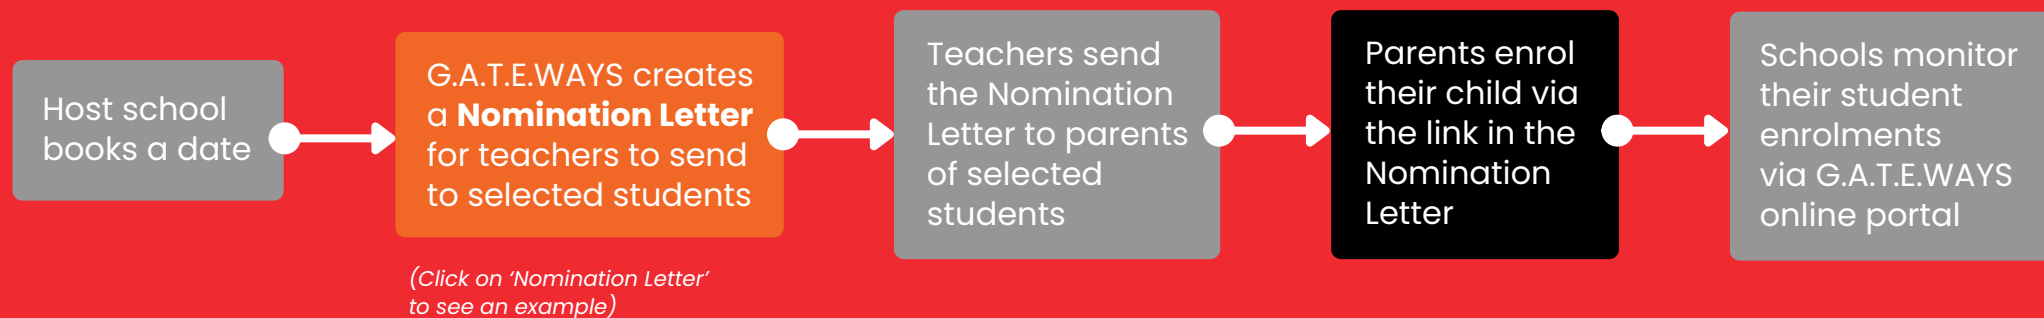 Host school
books a date
G.A.T.E.WAYS creates
a Nomination Letter
for teachers to send
to selected students
(Click on ‘Nomination Letter’
to see an example)
Teachers send
the Nomination
Letter to parents
of selected
students
Parents enrol
their child via
the link in the
Nomination
Letter
Schools monitor
their student
enrolments
via G.A.T.E.WAYS
online portal